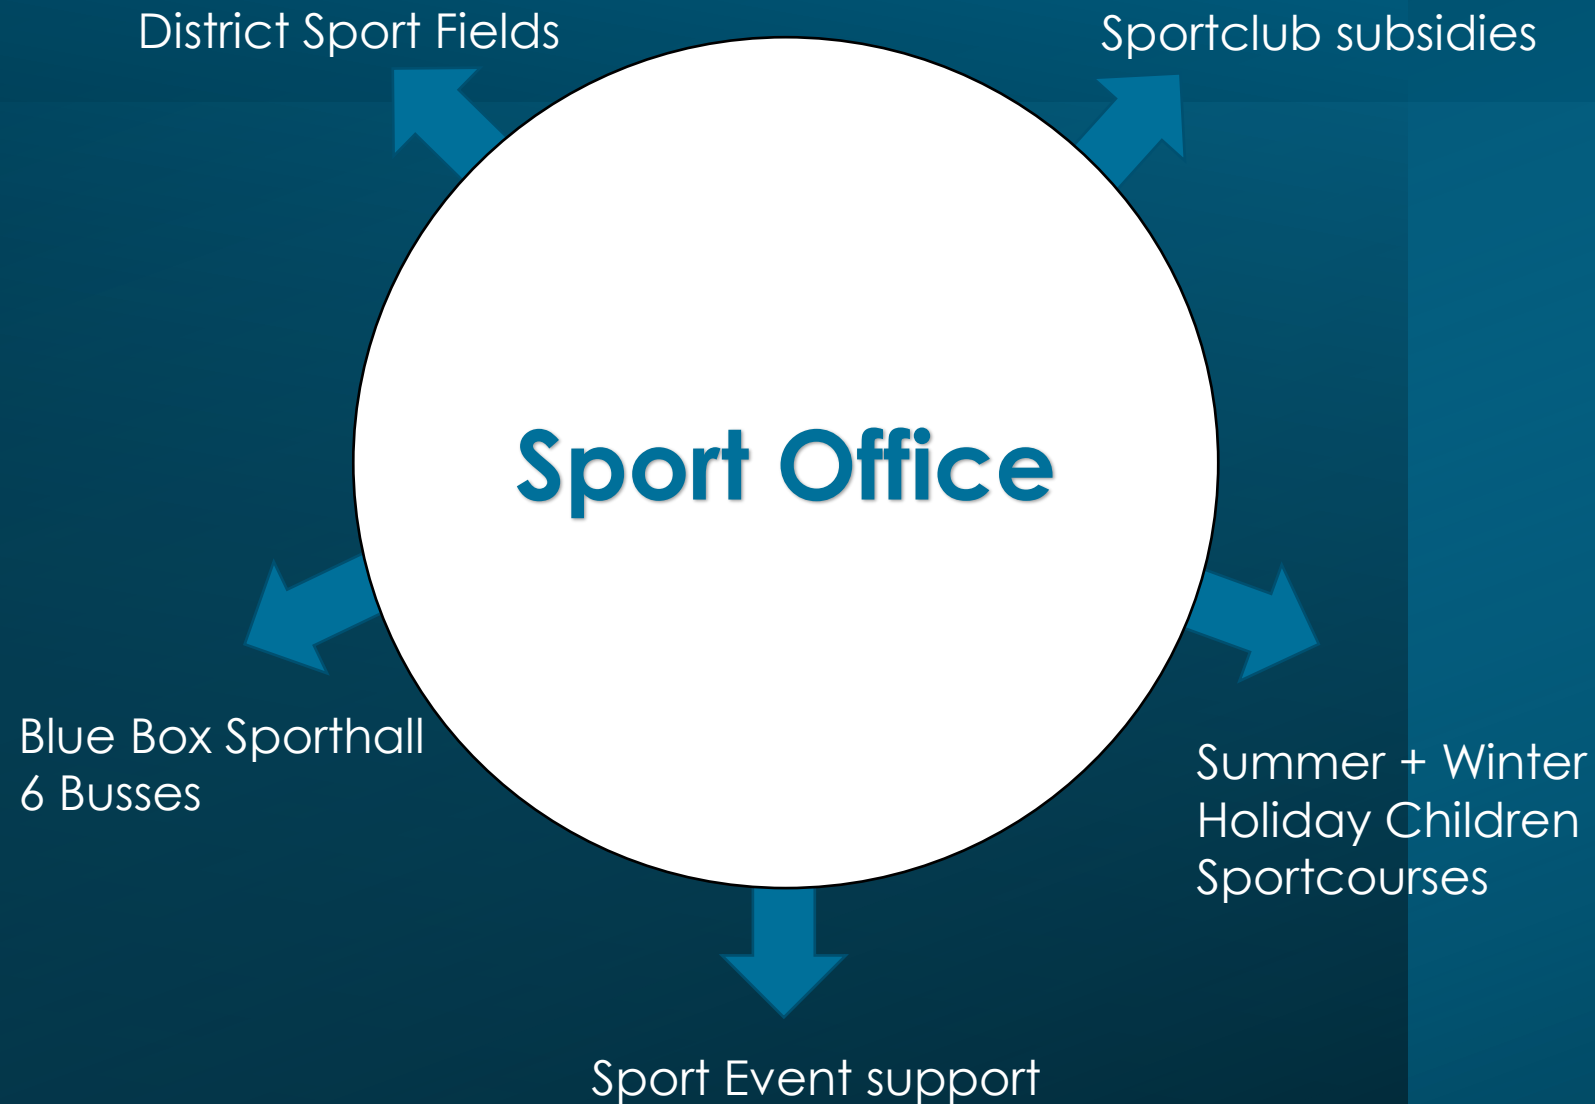 District Sport Fields
Sportclub subsidies
Sport Office
Blue Box Sporthall
6 Busses
Summer + Winter
Holiday Children
Sportcourses
Sport Event support